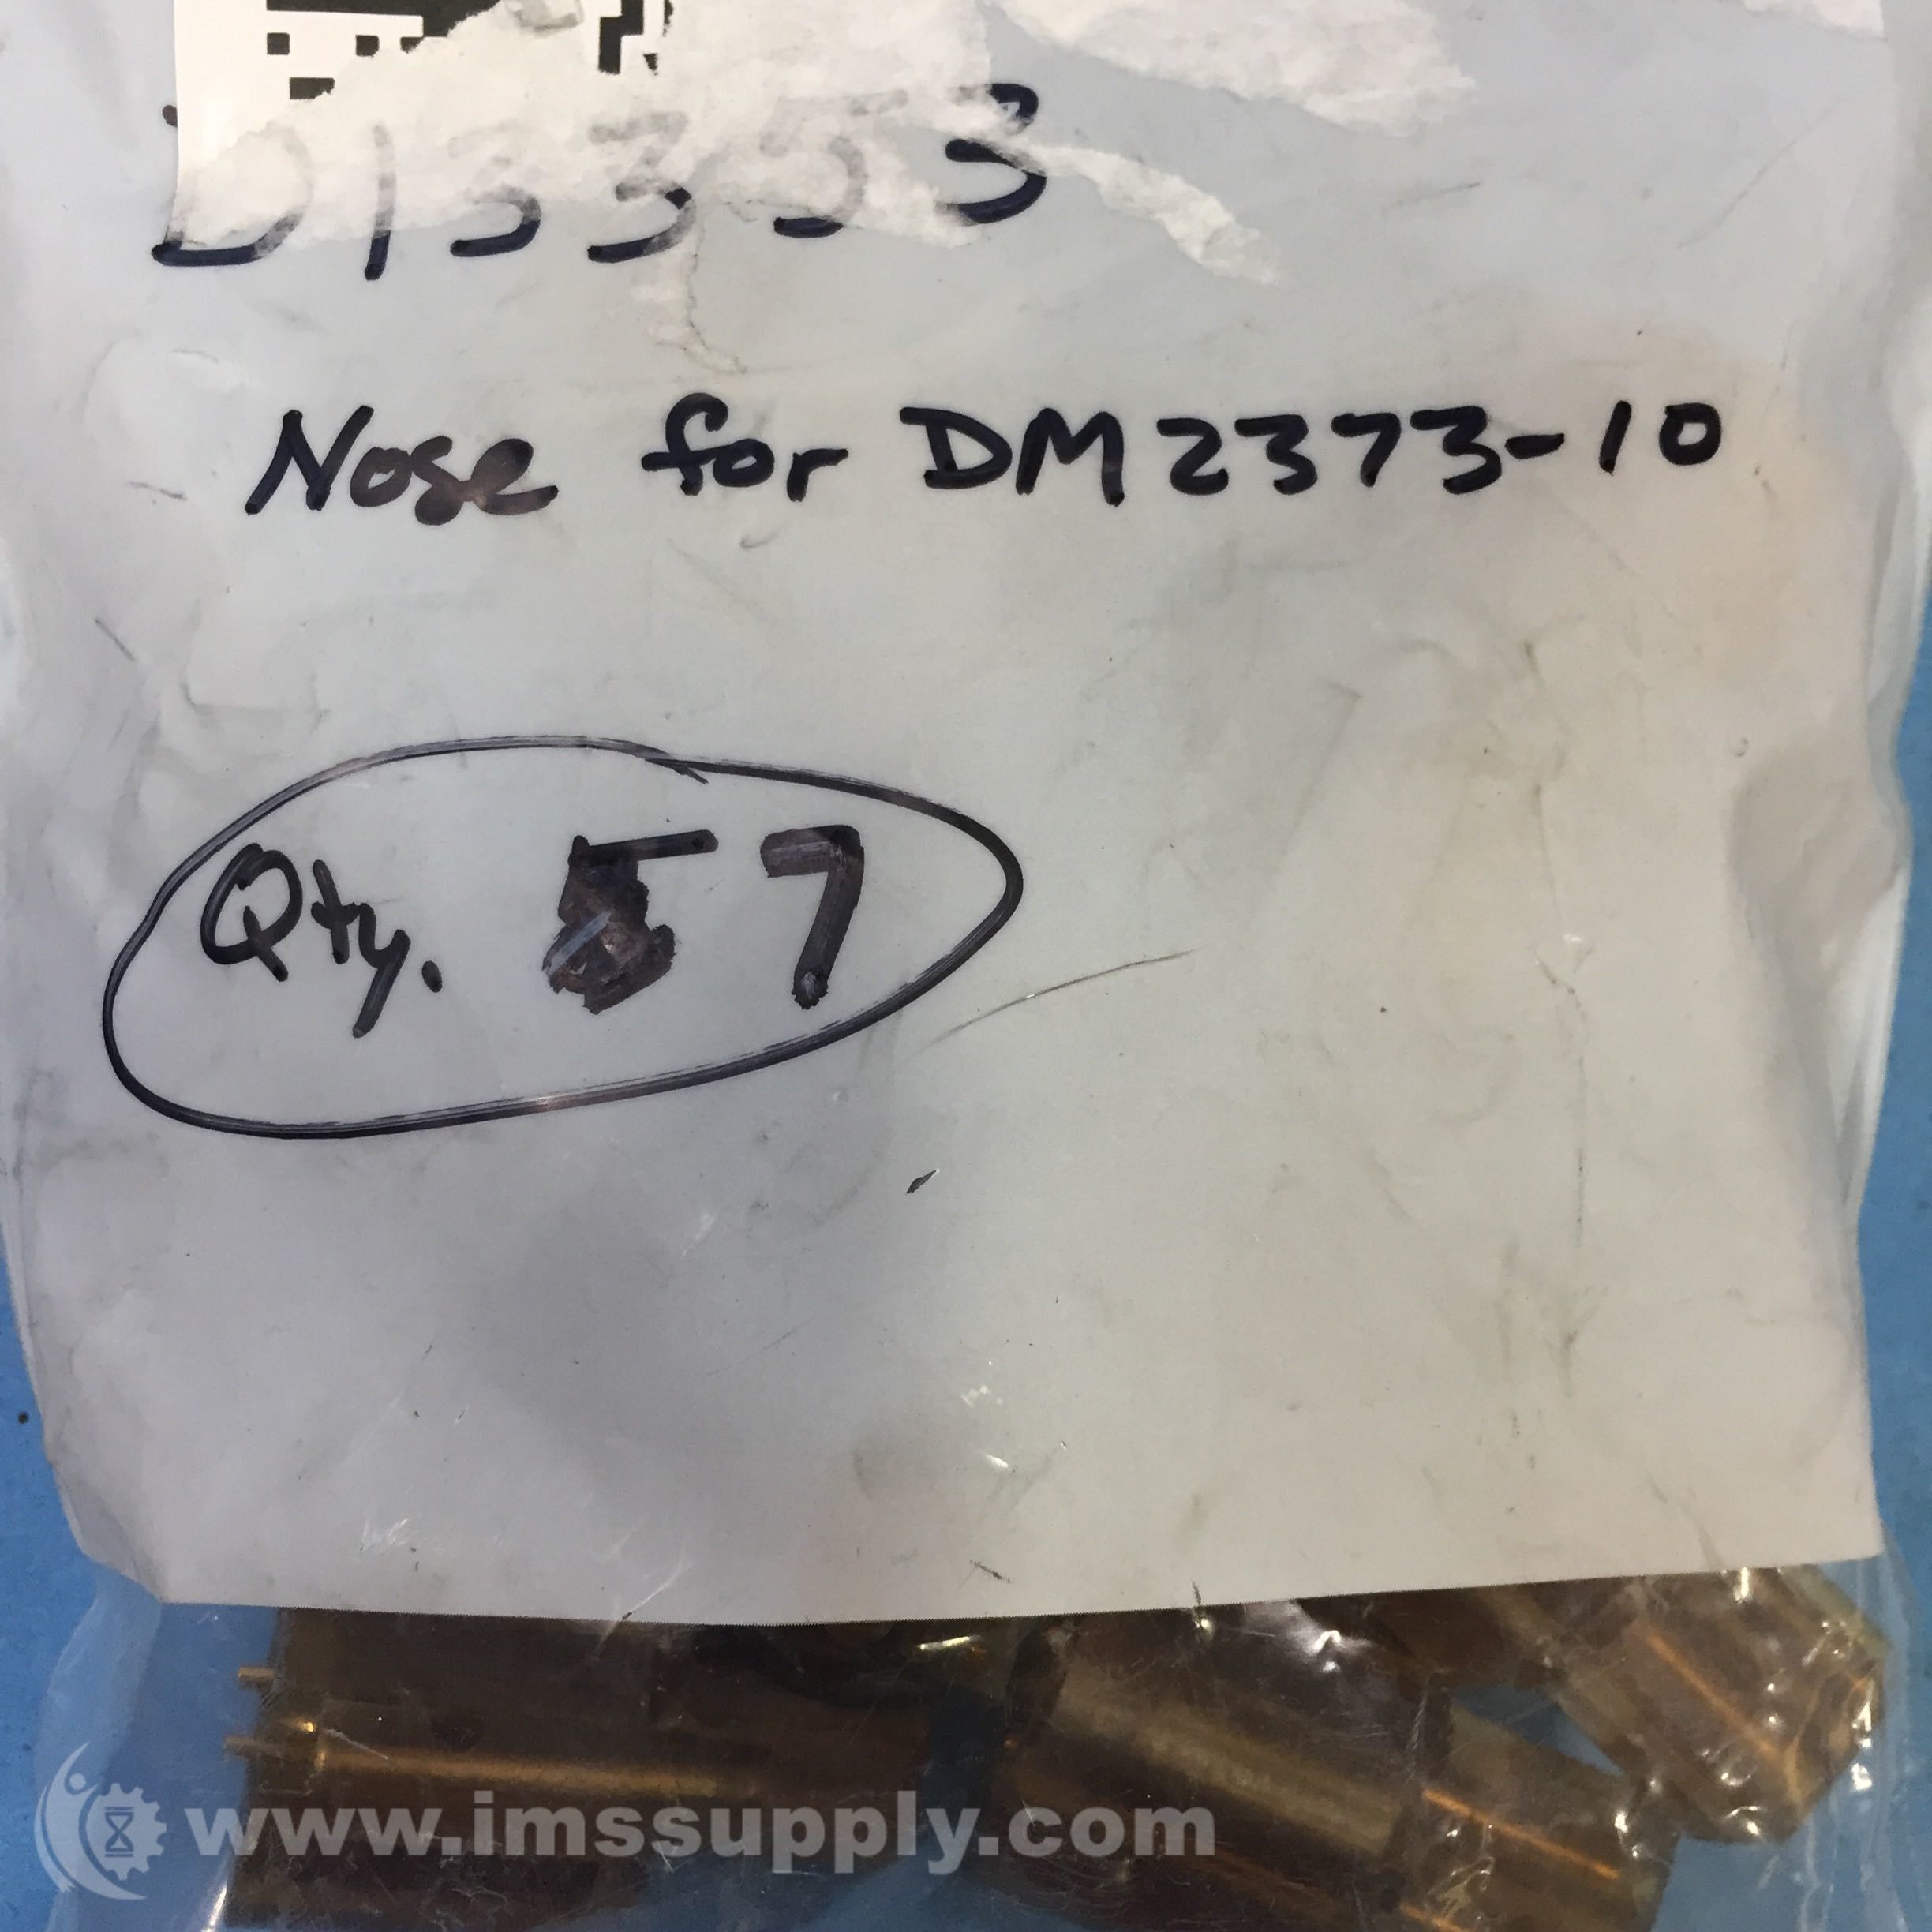 D13353
Nose for DM2373-10
Qty. 57
www.imssupply.com